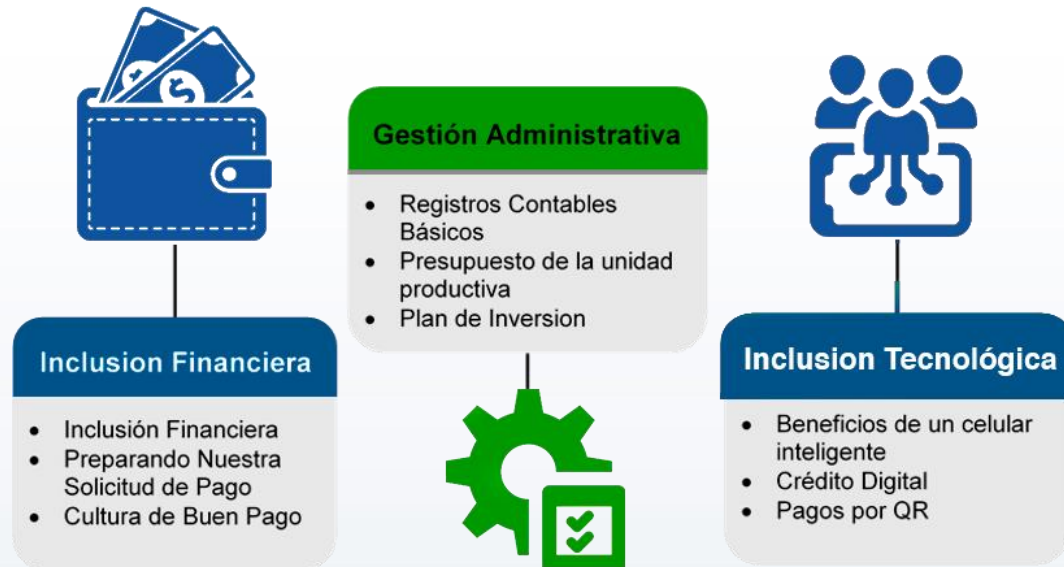 Inclusion Financiera
• Inclusión Financiera
• Preparando Nuestra
Solicitud de Pago
• Cultura de Buen Pago
Gestión Administrativa
• Registros Contables
Básicos
• Presupuesto de la unidad
productiva
• Plan de Inversion
Inclusion Tecnológica
• Beneficios de un celular
inteligente
• Crédito Digital
• Pagos por QR